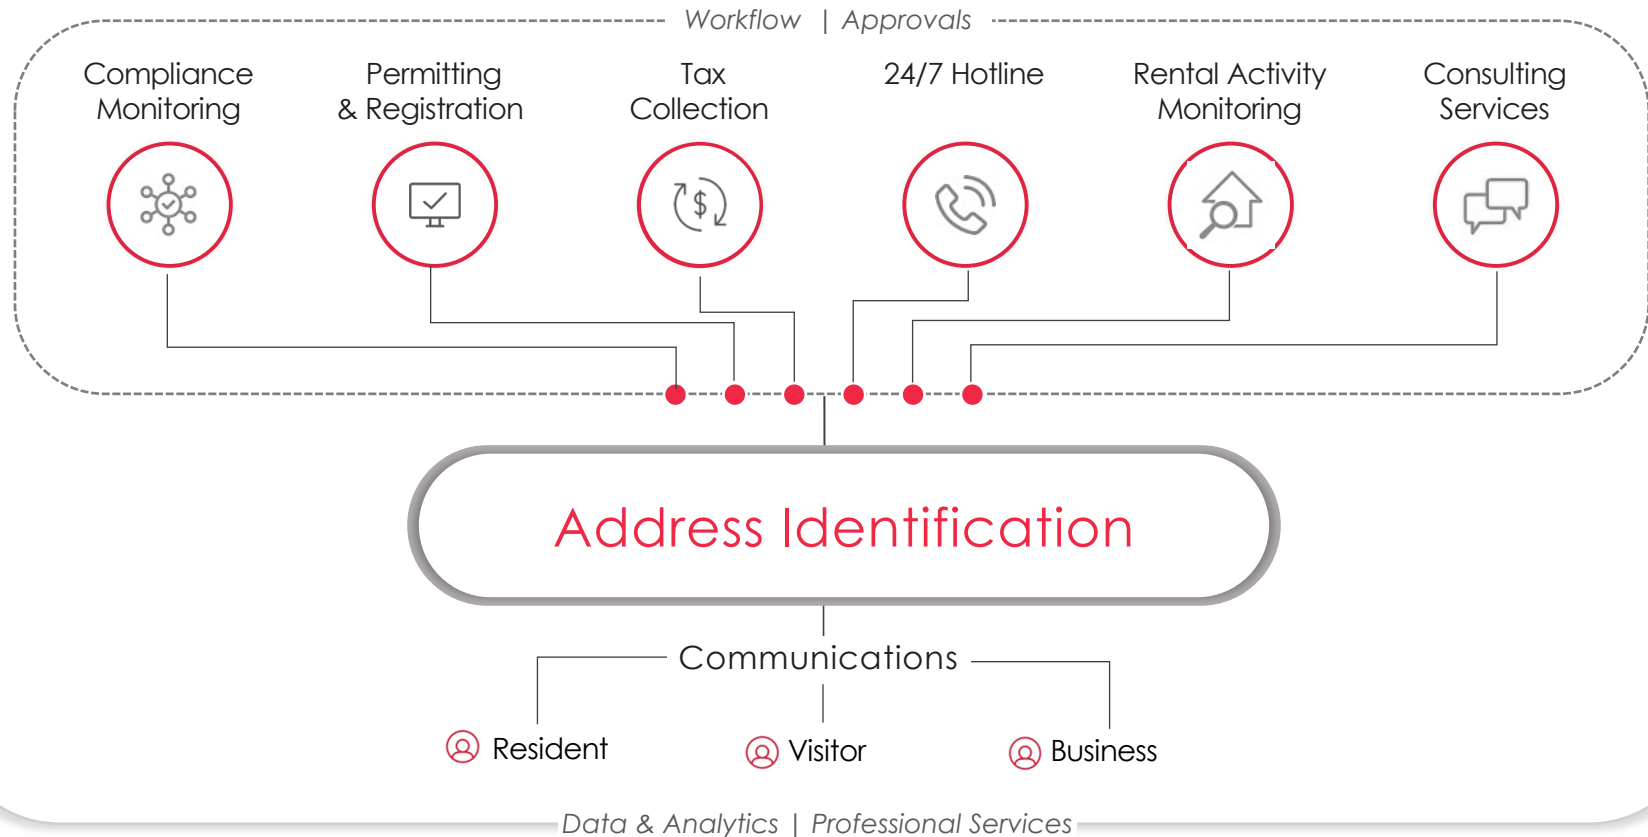 Workflow | Approvals
Compliance
Monitoring
Permitting
& Registration
Tax
Collection
24/7 Hotline
Rental Activity
Monitoring
Consulting
Services
$
Address Identification
Communications
Resident
Visitor
Business
Data & Analytics | Professional Services